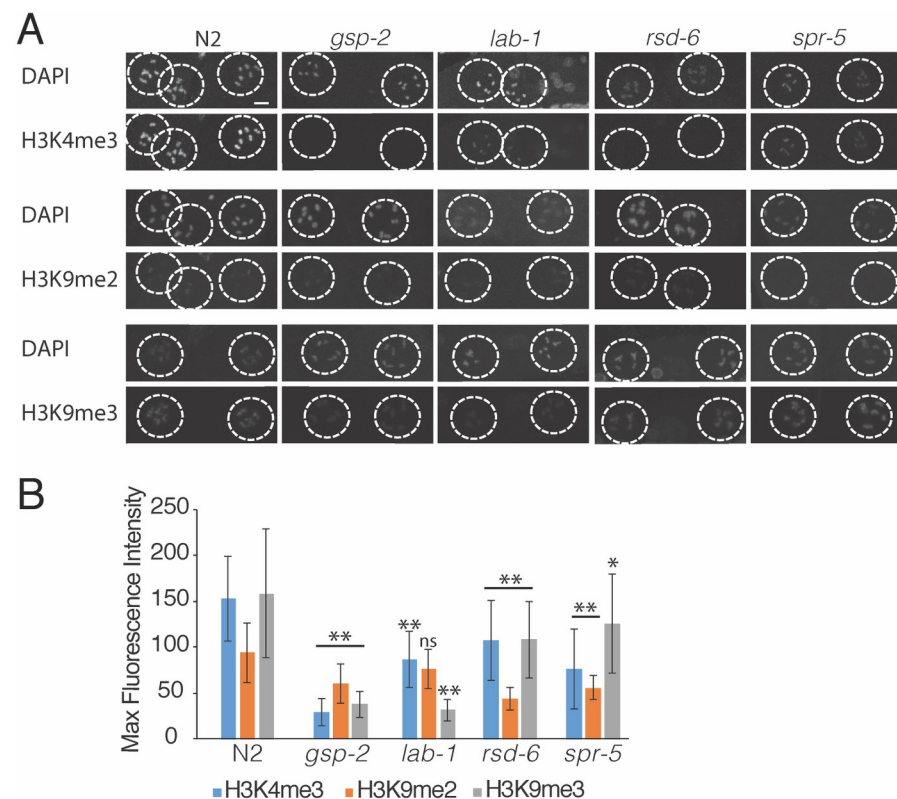 A
N2 gsp-2 lab-1 rsd-6 spr-5
DAPI
H3K4me3
DAPI
H3K9me2
DAPI
H3K9me3
B
Max Fluorescence Intensity
250
200
150
100
50
0
** ** ns ** ** ** *
N2 gsp-2 lab-1 rsd-6 spr-5
H3K4me3 H3K9me2 H3K9me3